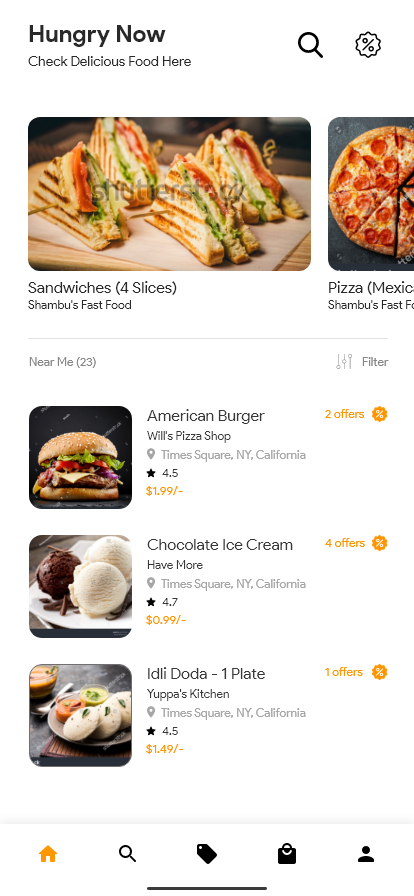 Hungry Now
Check Delicious Food Here
shutterstock
Sandwiches (4 Slices)
Shambu's Fast Food
Pizza (Mexic
Shambu's Fast Fo
Near Me (23)
Filter
American Burger
2 offers
Will's Pizza Shop
Times Square, NY, California
4.5
$1.99/-
Chocolate Ice Cream
4 offers
Have More
Times Square, NY, California
4.7
$0.99/-
Idli Doda - 1 Plate
1 offers
Yuppa's Kitchen
Times Square, NY, California
4.5
$1.49/-